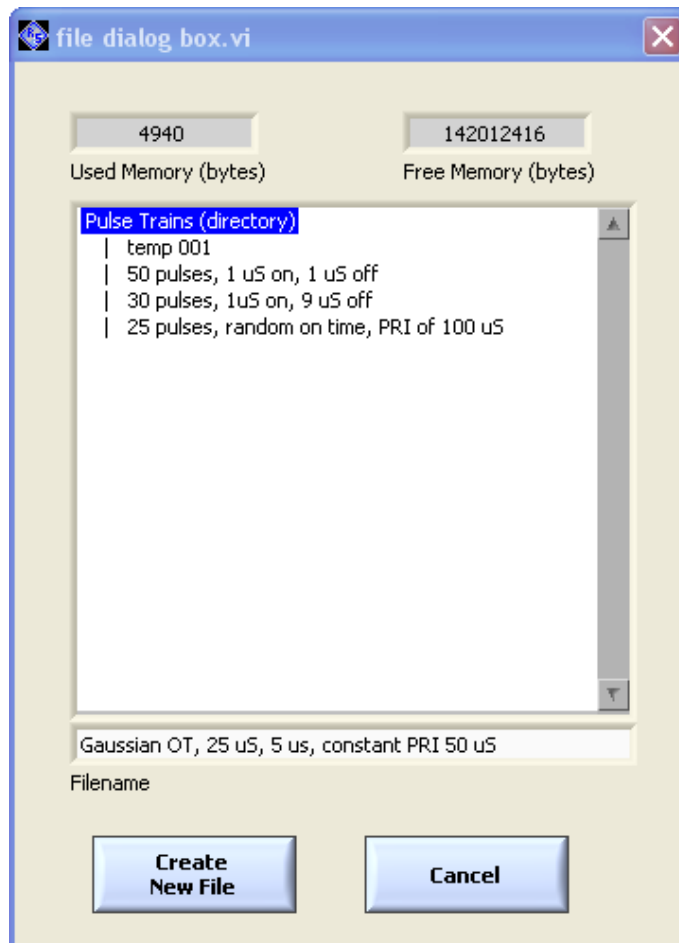 file dialog box.vi
4940
142012416
Used Memory (bytes)
Free Memory (bytes)
Pulse Trains (directory)
| temp 001
| 50 pulses, 1 uS on, 1 uS off
| 30 pulses, 1uS on, 9 uS off
| 25 pulses, random on time, PRI of 100 uS
Gaussian OT, 25 uS, 5 us, constant PRI 50 uS
Filename
Create
New File
Cancel